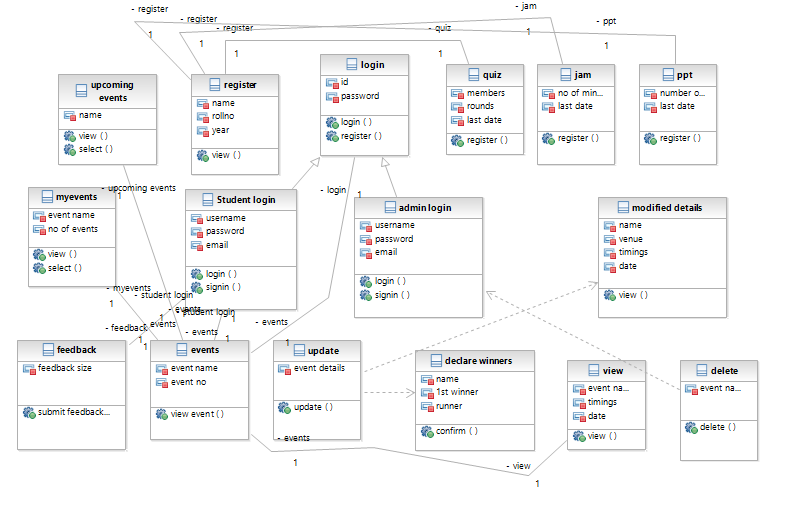 - register
- jam
- register
- quiz
- ppt
1
1
1
1
1
upcoming
events
name
view ( )
select ( )
register
name
rollno
year
view ( )
login
id
password
login ( )
register ( )
quiz
members
rounds
last date
register ( )
jam
no of min...
last date
register ( )
ppt
number o...
last date
register ( )
- upcoming events
1
- login
1
myevents
event name
no of events
view ( )
select ( )
Student login
username
password
email
login ( )
signin ( )
admin login
username
password
email
login ( )
signin ( )
modified details
name
venue
timings
date
view ( )
- myevents
1
- student login
- events
- student login
1
- feedback
- events
- events
- events
1
1
1
1
feedback
feedback size
submit feedback...
events
event name
event no
view event ( )
update
event details
update ( )
declare winners
name
1st winner
runner
confirm ( )
view
event na...
timings
date
view ( )
delete
event na...
delete ( )
- events
1
- view
1